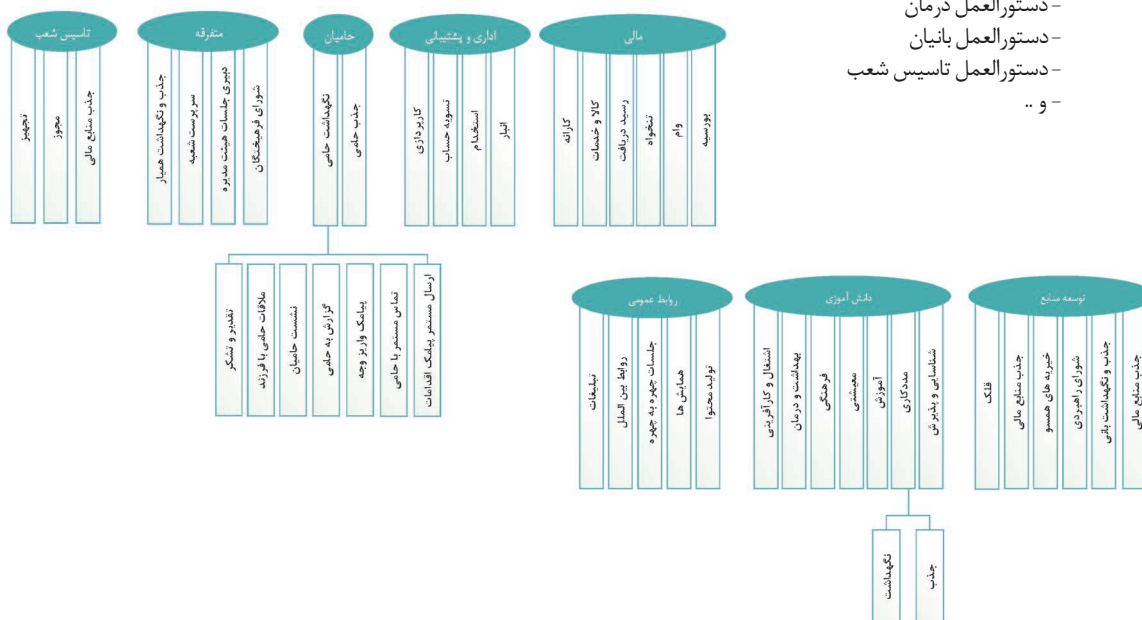 - دستورالعمل درمان
- دستورالعمل بانیان
- دستورالعمل تاسیس شعب
- و ..
مالی
بورسیه
وام
تنخواه
رسید دریافت
کالا و خدمات
کارانه
اداری و پشتیبانی
انبار
استخدام
تسویه حساب
کارپردازی
حامیان
جذب حامی
نگهداشت حامی
ارسال مستمر پیامک اقدامات
تماس مستمر با حامی
پیامک واریز وجه
گزارش به حامی
نشست حامیان
ملاقات حامی با فرزند
تقدیر و تشکر
متفرقه
شورای فرهیختگان
دبیری جلسات هیئت مدیره
سرپرست شعبه
جذب و نگهداشت همیار
تاسیس شعب
جذب منابع مالی
مجوز
تجهیز
توسعه منابع
جذب منابع مالی
جذب و نگهداشت بانی
شورای راهبردی
خیریه های همسو
جذب منابع مالی
قلک
دانش آموزی
شناسایی و پذیرش
مددکاری
آموزش
معیشتی
فرهنگی
بهداشت و درمان
اشتغال و کارآفرینی
جذب
نگهداشت
روابط عمومی
تولید محتوا
همایش ها
جلسات چهره به چهره
روابط بین الملل
تبلیغات